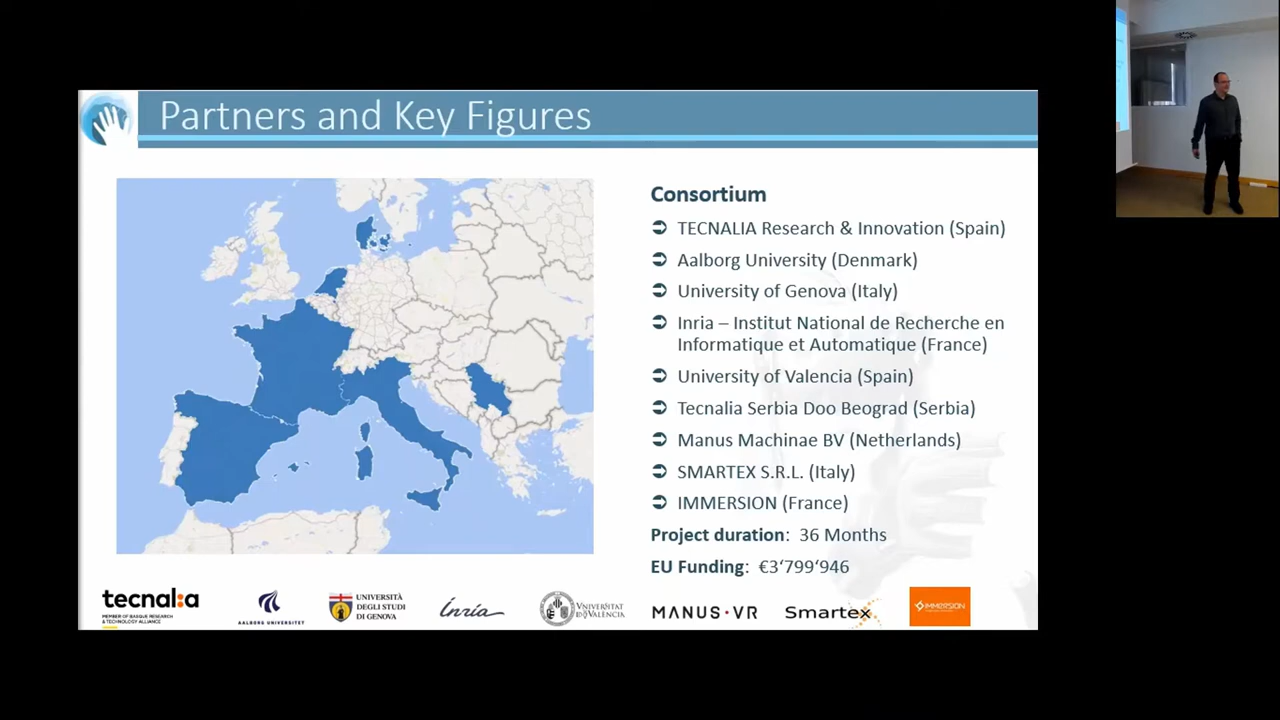 Partners and Key Figures
Consortium
TECNALIA Research & Innovation (Spain)
Aalborg University (Denmark)
University of Genova (Italy)
Inria – Institut National de Recherche en
Informatique et Automatique (France)
University of Valencia (Spain)
Tecnalia Serbia Doo Beograd (Serbia)
Manus Machinae BV (Netherlands)
SMARTEX S.R.L. (Italy)
IMMERSION (France)
Project duration: 36 Months
EU Funding: €3‘799‘946
tecnal:a
MEMBER OF BASQUE RESEARCH
& TECHNOLOGY ALLIANCE
AALBORG UNIVERSITET
UNIVERSITÀ
DEGLI STUDI
DI GENOVA
Inria
VNIVERSITAT
ID VALÈNCIA
MANUS·VR
Smartex
IMMERSION